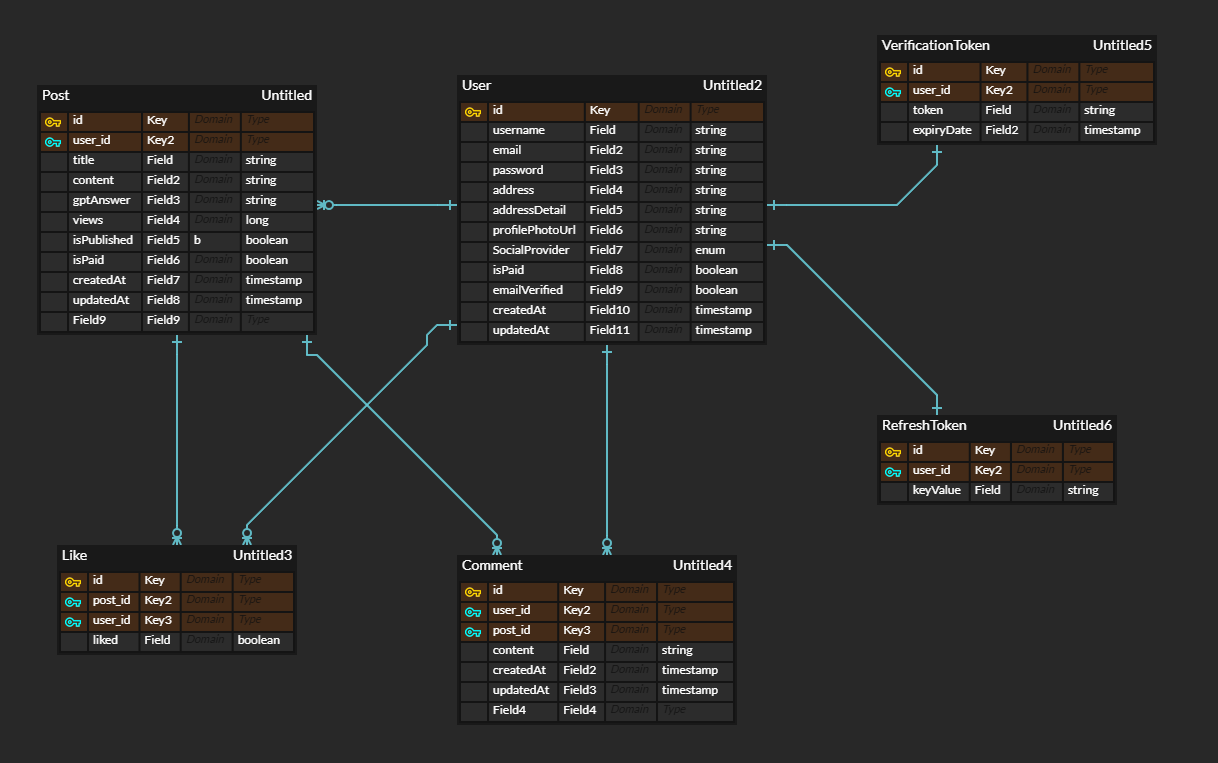 Post Untitled
id Key Domain Type
user_id Key2 Domain Type
title Field Domain string
content Field2 Domain string
gptAnswer Field3 Domain string
views Field4 Domain long
isPublished Field5 b boolean
isPaid Field6 Domain boolean
createdAt Field7 Domain timestamp
updatedAt Field8 Domain timestamp
Field9 Field9 Domain Type
User Untitled2
id Key Domain Type
username Field Domain string
email Field2 Domain string
password Field3 Domain string
address Field4 Domain string
addressDetail Field5 Domain string
profilePhotoUrl Field6 Domain string
SocialProvider Field7 Domain enum
isPaid Field8 Domain boolean
emailVerified Field9 Domain boolean
createdAt Field10 Domain timestamp
updatedAt Field11 Domain timestamp
VerificationToken Untitled5
id Key Domain Type
user_id Key2 Domain Type
token Field Domain string
expiryDate Field2 Domain timestamp
RefreshToken Untitled6
id Key Domain Type
user_id Key2 Domain Type
keyValue Field Domain string
Like Untitled3
id Key Domain Type
post_id Key2 Domain Type
user_id Key3 Domain Type
liked Field Domain boolean
Comment Untitled4
id Key Domain Type
user_id Key2 Domain Type
post_id Key3 Domain Type
content Field Domain string
createdAt Field2 Domain timestamp
updatedAt Field3 Domain timestamp
Field4 Field4 Domain Type